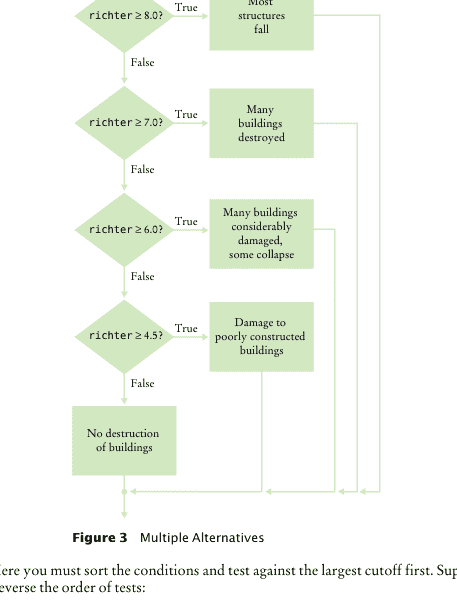 richter ≥ 8.0?
True
Most
structures
fall
False
richter ≥ 7.0?
True
Many
buildings
destroyed
False
richter ≥ 6.0?
True
Many buildings
considerably
damaged,
some collapse
False
richter ≥ 4.5?
True
Damage to
poorly constructed
buildings
False
No destruction
of buildings
Figure 3 Multiple Alternatives
you must sort the conditions and test against the largest cutoff first.
the order of tests: